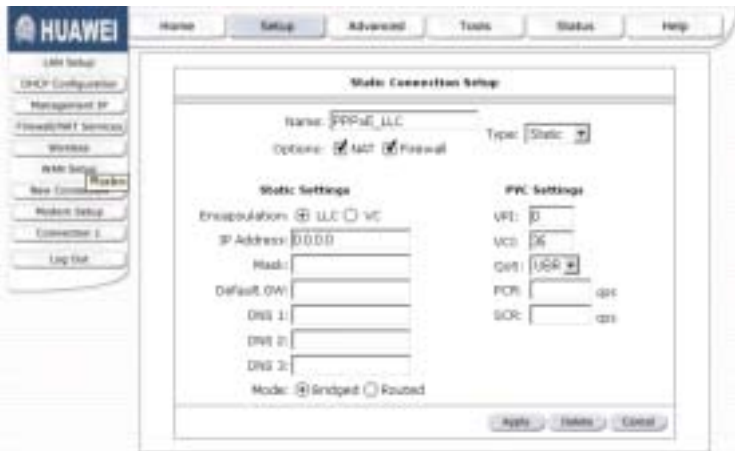 HUAWEI
Home
Setup
Advanced
Tools
Status
Help
LAN Setup
DHCP Configuration
Management IP
Firewall/NAT Services
Wireless
WAN Setup
New
Modem Setup
Connection 1
Log Out
Static Connection Setup
Name: PPPoE_LLC
Type: Static
Options: NAT Firewall
Static Settings
Encapsulation: LLC VC
IP Address: 0.0.0.0
Mask:
Default GW:
DNS 1:
DNS 2:
DNS 3:
Mode: Bridged Routed
PVC Settings
VPI: 0
VCI: 36
QoS: UBR
PCR: cps
SCR: cps
Apply Delete Cancel